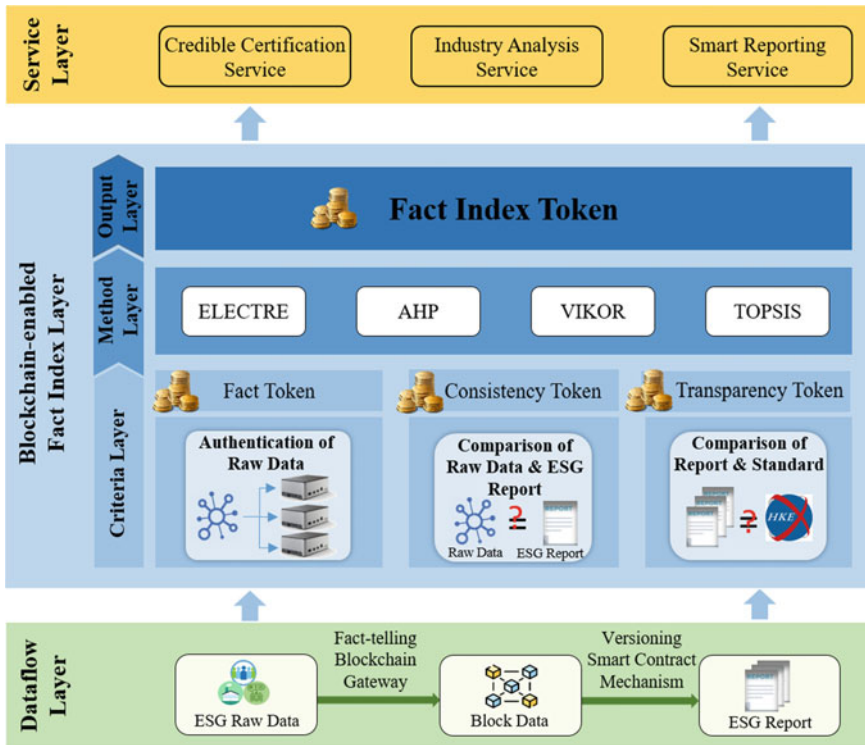 Service
Layer
Credible Certification
Service
Industry Analysis
Service
Smart Reporting
Service
Blockchain-enabled
Fact Index Layer
Output
Layer
Fact Index Token
Method
Layer
ELECTRE
AHP
VIKOR
TOPSIS
Criteria Layer
Fact Token
Consistency Token
Transparency Token
Authentication of
Raw Data
Comparison of
Raw Data & ESG
Report
REPORT
?
=
Raw Data
ESG Report
Comparison of
Report & Standard
REPORT
?
=
HKE
Dataflow
Layer
ESG Raw Data
Fact-telling
Blockchain
Gateway
Block Data
Versioning
Smart Contract
Mechanism
REPORT
ESG Report